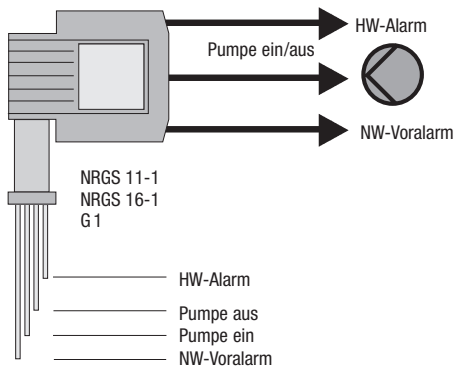 HW-Alarm
Pumpe ein/aus
NW-Voralarm
NRGS 11-1
NRGS 16-1
G 1
HW-Alarm
Pumpe aus
Pumpe ein
NW-Voralarm